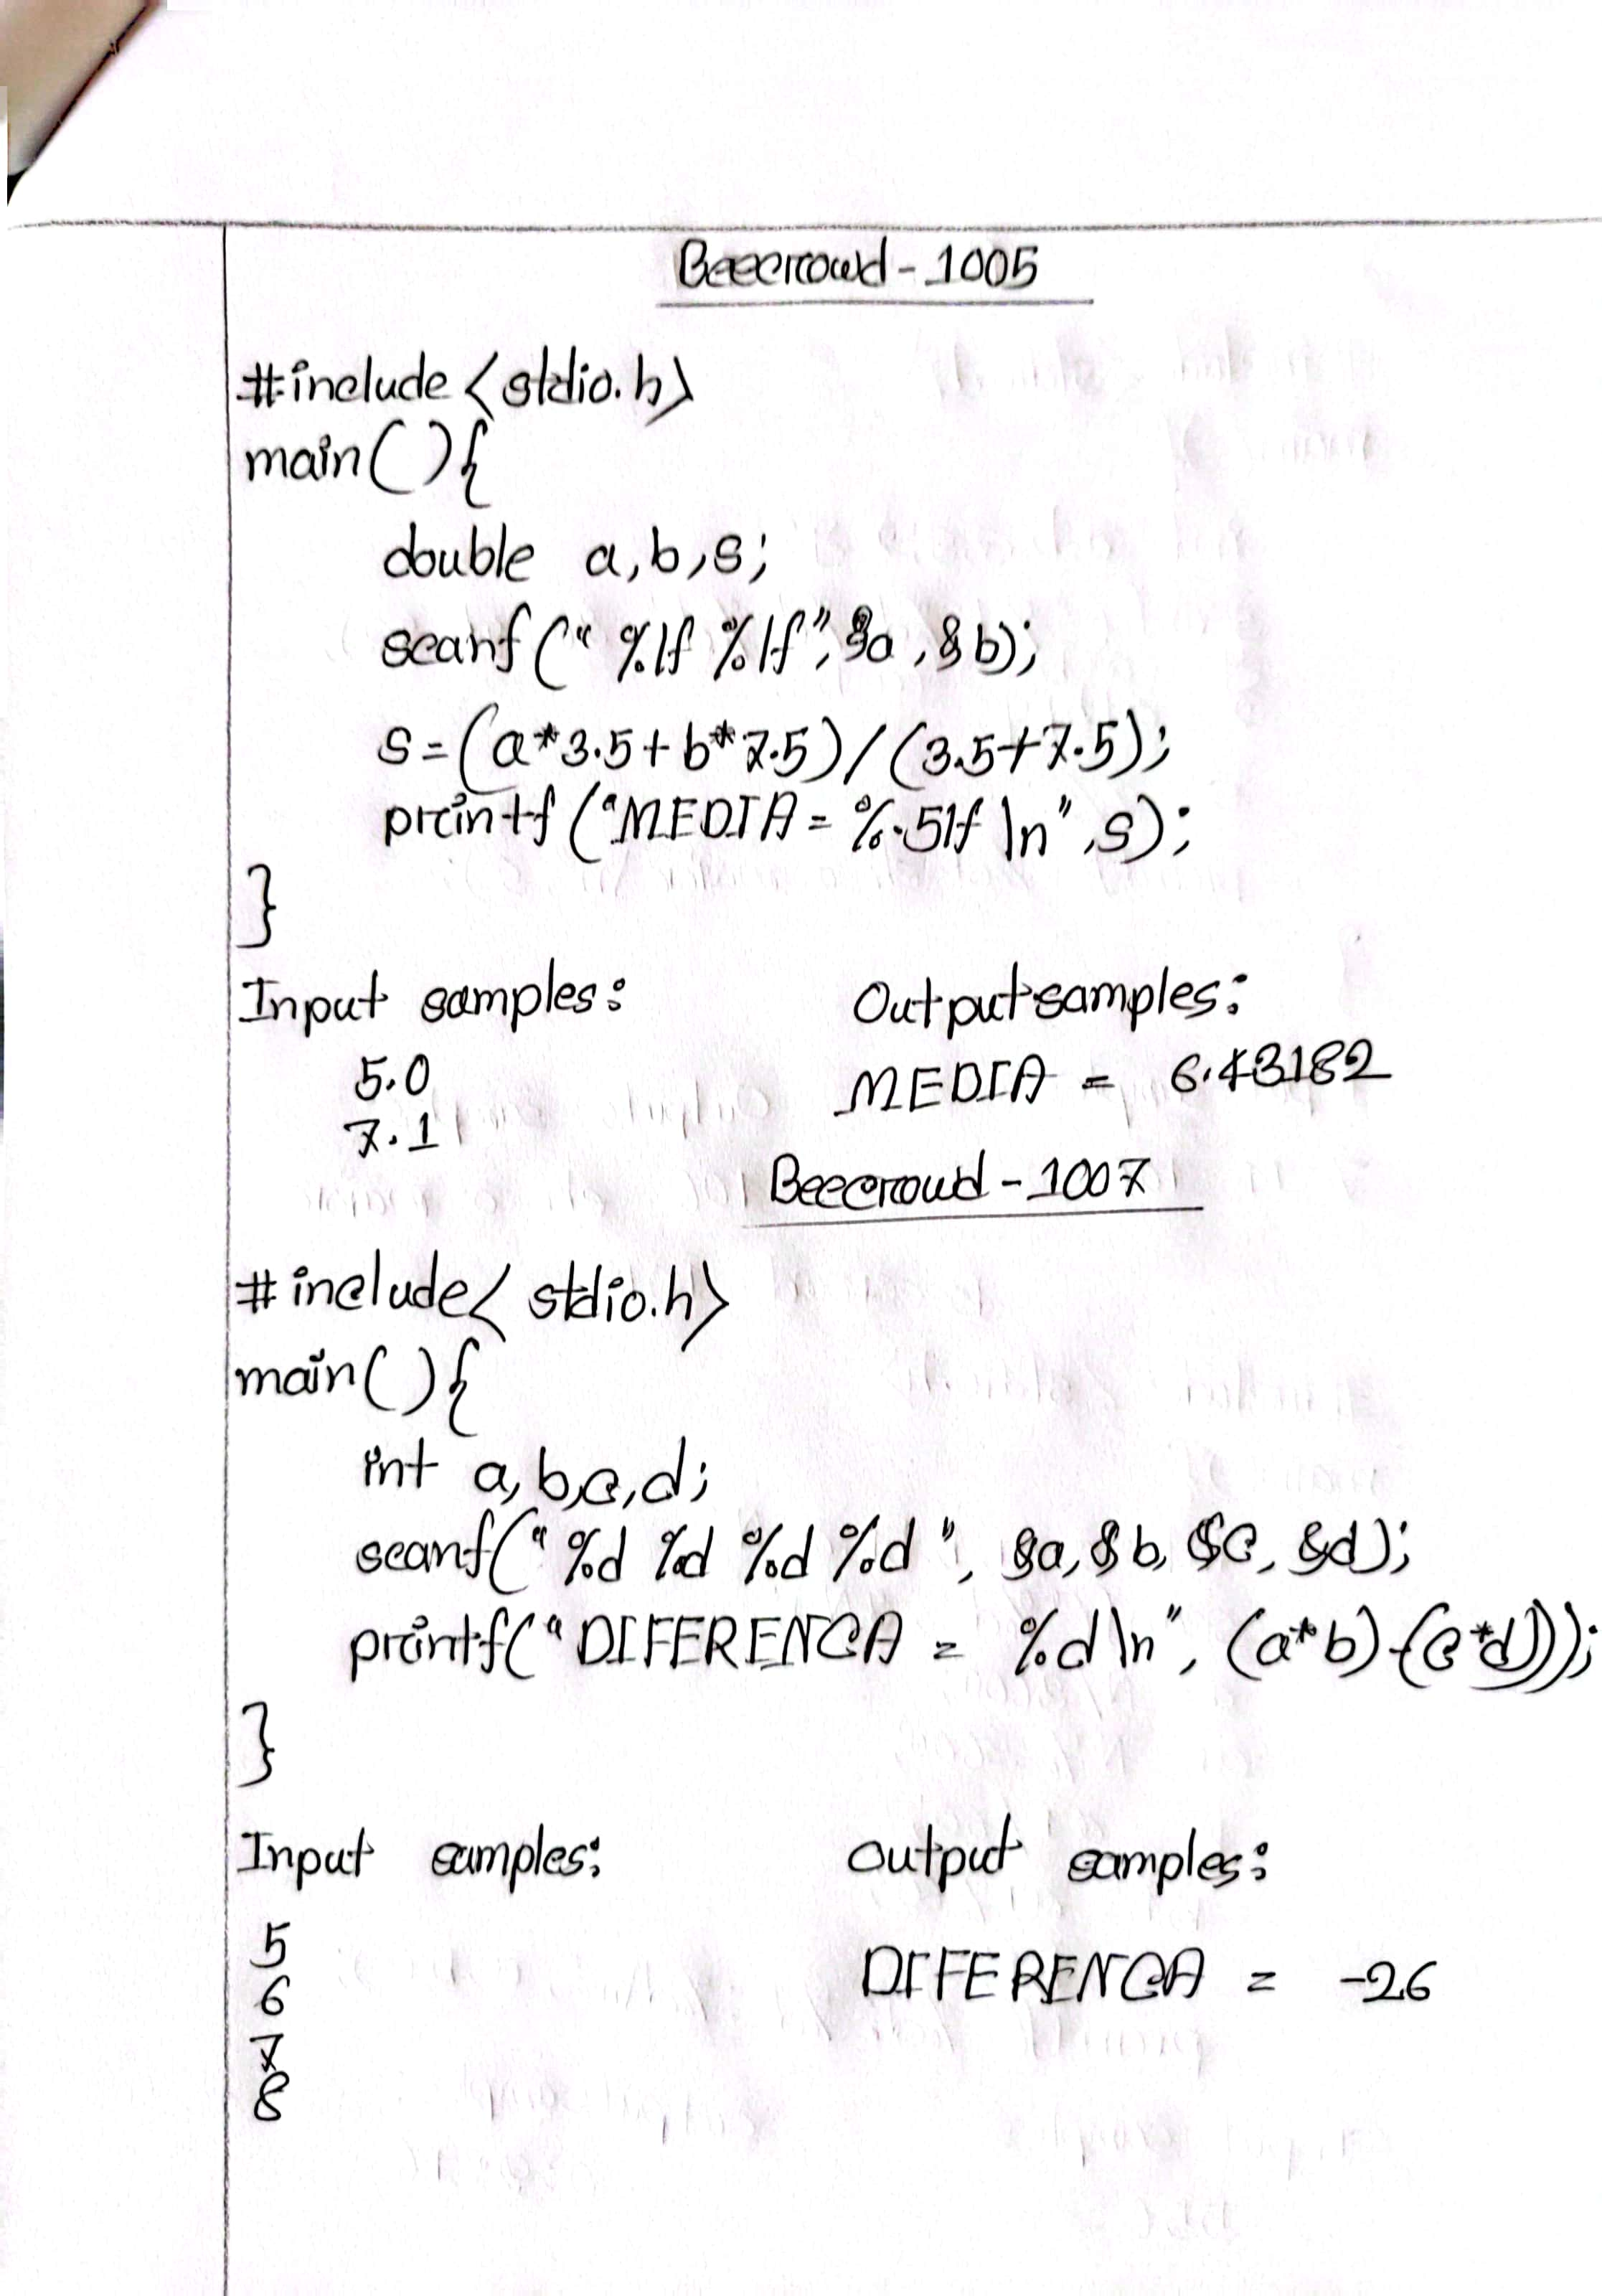 Beecrowd - 1005
#include <stdio.h>
main(){
double a,b,s;
scanf("%lf %lf",&a,&b);
s=(a*3.5+b*7.5)/(3.5+7.5);
printf("MEDIA = %.5lf \n",s);
}
Input samples: Output samples:
5.0 MEDIA = 6.43182
7.1
Beecrowd - 1007
#include< stdio.h>
main(){
int a,b,c,d;
scanf("%d %d %d %d", &a,&b,&c,&d);
printf("DIFERENCA = %d\n", (a*b)-(c*d));
}
Input samples: output samples:
5
6 DIFERENCA = -26
7
8